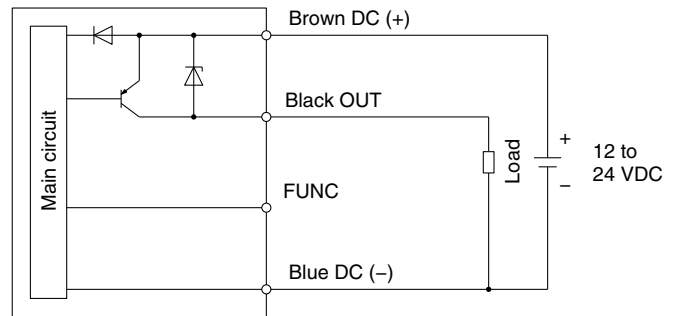 Brown DC (+)
Main circuit
Black OUT
Load
+
12 to
24 VDC
−
FUNC
Blue DC (−)